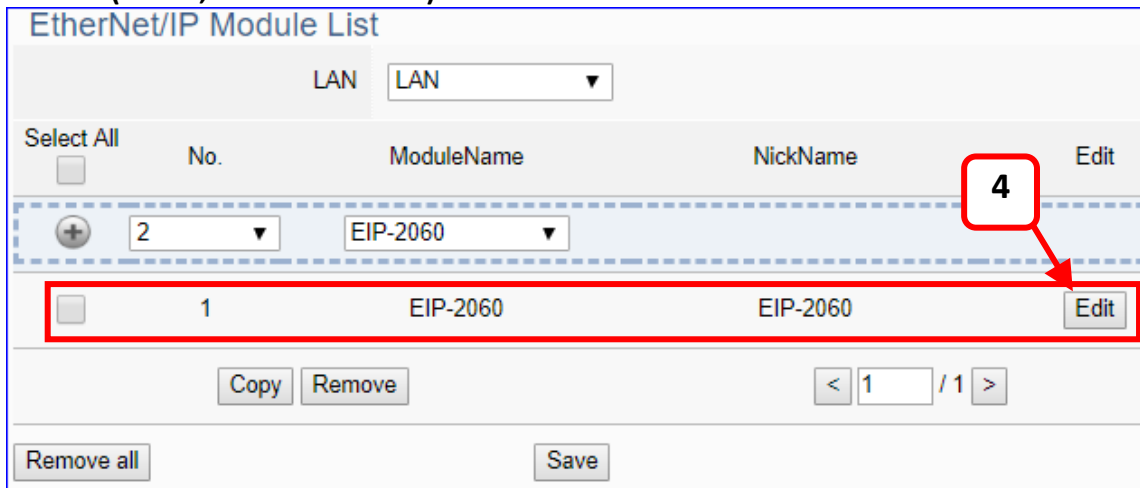 EtherNet/IP Module List
LAN LAN ▼
Select All No. ModuleName NickName Edit
4
+ 2 ▼ EIP-2060 ▼
1 EIP-2060 EIP-2060 Edit
Copy Remove < 1 / 1 >
Remove all Save